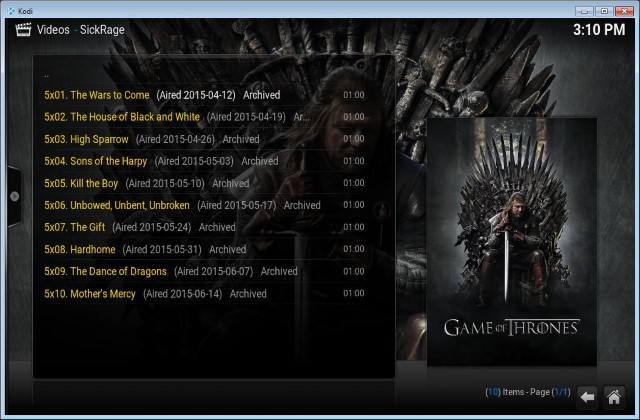 Kodi
Videos - SickRage
3:10 PM
..
5x01. The Wars to Come (Aired 2015-04-12) Archived 01:00
5x02. The House of Black and White (Aired 2015-04-19) Ar... 01:00
5x03. High Sparrow (Aired 2015-04-26) Archived 01:00
5x04. Sons of the Harpy (Aired 2015-05-03) Archived 01:00
5x05. Kill the Boy (Aired 2015-05-10) Archived 01:00
5x06. Unbowed, Unbent, Unbroken (Aired 2015-05-17) Archived 01:00
5x07. The Gift (Aired 2015-05-24) Archived 01:00
5x08. Hardhome (Aired 2015-05-31) Archived 01:00
5x09. The Dance of Dragons (Aired 2015-06-07) Archived 01:00
5x10. Mother's Mercy (Aired 2015-06-14) Archived 01:00
GAME OF THRONES
(10) Items - Page (1/1)